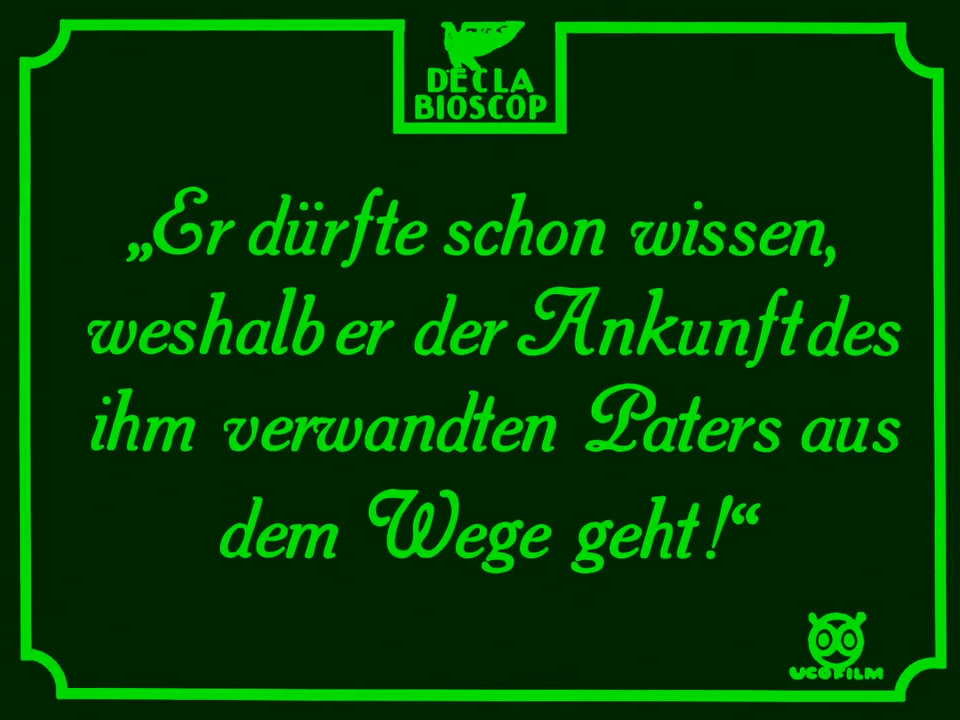 DECLA
BIOSCOP
„Er dürfte schon wissen,
weshalb er der Ankunft des
ihm verwandten Paters aus
dem Wege geht!“
UCOFILM